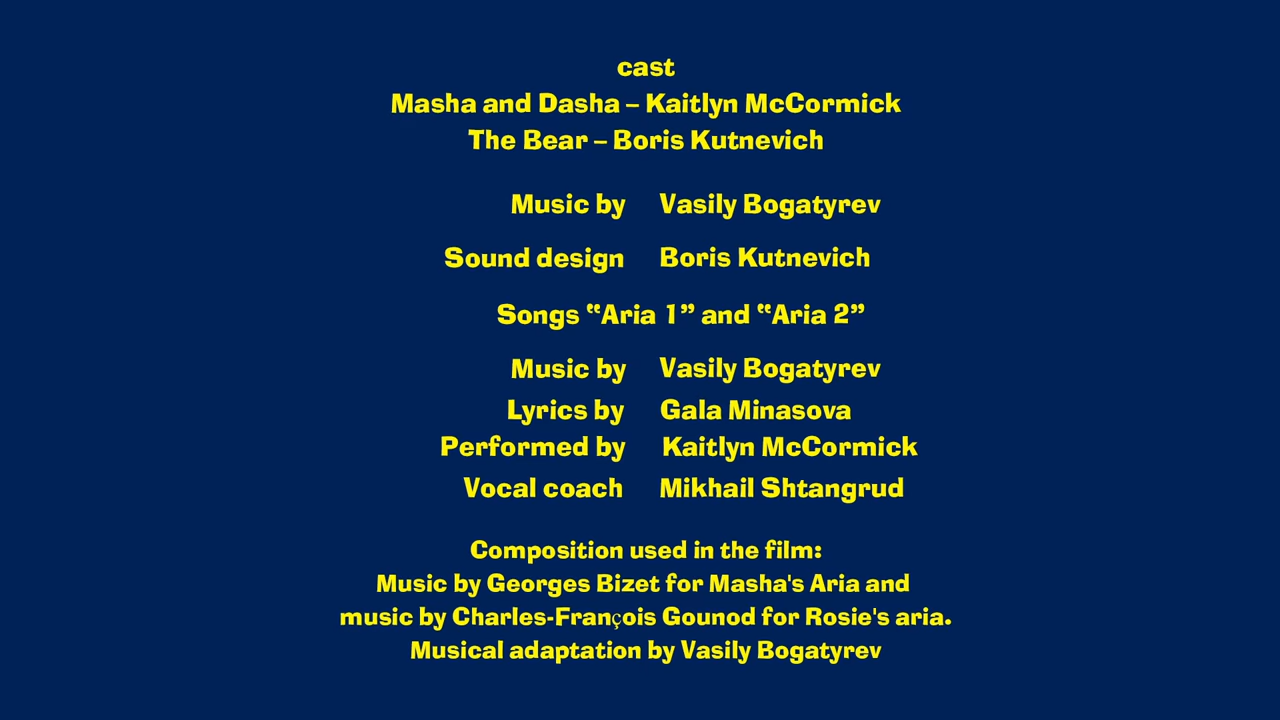 cast
Masha and Dasha – Kaitlyn McCormick
The Bear – Boris Kutnevich
Music by Vasily Bogatyrev
Sound design Boris Kutnevich
Songs “Aria 1” and “Aria 2”
Music by Vasily Bogatyrev
Lyrics by Gala Minasova
Performed by Kaitlyn McCormick
Vocal coach Mikhail Shtangrud
Composition used in the film:
Music by Georges Bizet for Masha's Aria and
music by Charles-François Gounod for Rosie's aria.
Musical adaptation by Vasily Bogatyrev